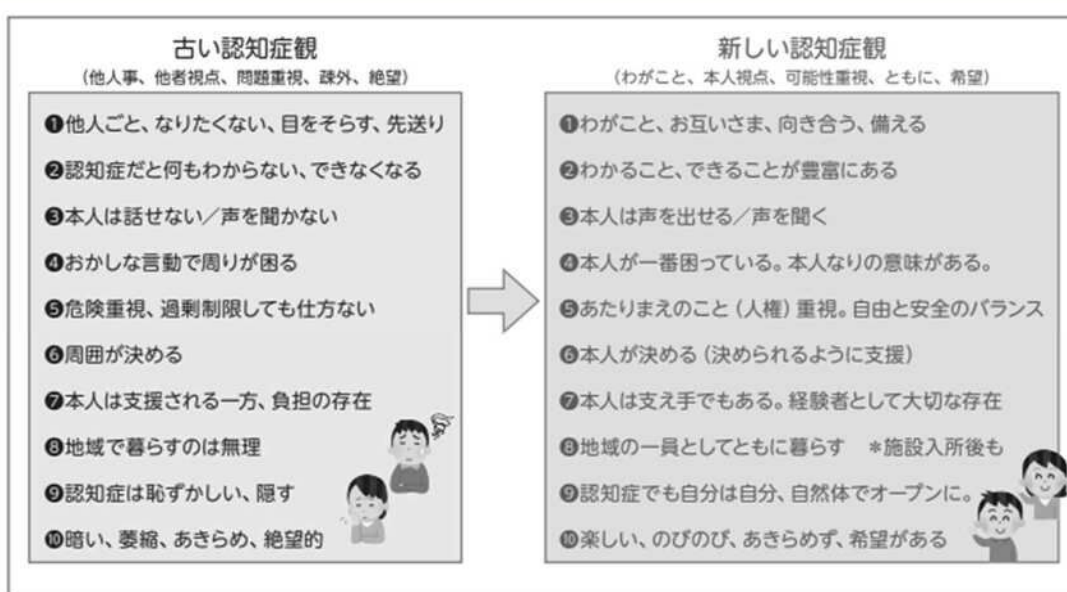 古い認知症観
（他人事、他者視点、問題重視、疎外、絶望）
❶他人ごと、なりたくない、目をそらす、先送り
❷認知症だと何もわからない、できなくなる
❸本人は話せない／声を聞かない
❹おかしな言動で周りが困る
❺危険重視、過剰制限しても仕方ない
❻周囲が決める
❼本人は支援される一方、負担の存在
❽地域で暮らすのは無理
❾認知症は恥ずかしい、隠す
❿暗い、萎縮、あきらめ、絶望的
新しい認知症観
（わがこと、本人視点、可能性重視、ともに、希望）
❶わがこと、お互いさま、向き合う、備える
❷わかること、できることが豊富にある
❸本人は声を出せる／声を聞く
❹本人が一番困っている。本人なりの意味がある。
❺あたりまえのこと（人権）重視。自由と安全のバランス
❻本人が決める（決められるように支援）
❼本人は支え手でもある。経験者として大切な存在
❽地域の一員としてともに暮らす　＊施設入所後も
❾認知症でも自分は自分、自然体でオープンに。
❿楽しい、のびのび、あきらめず、希望がある